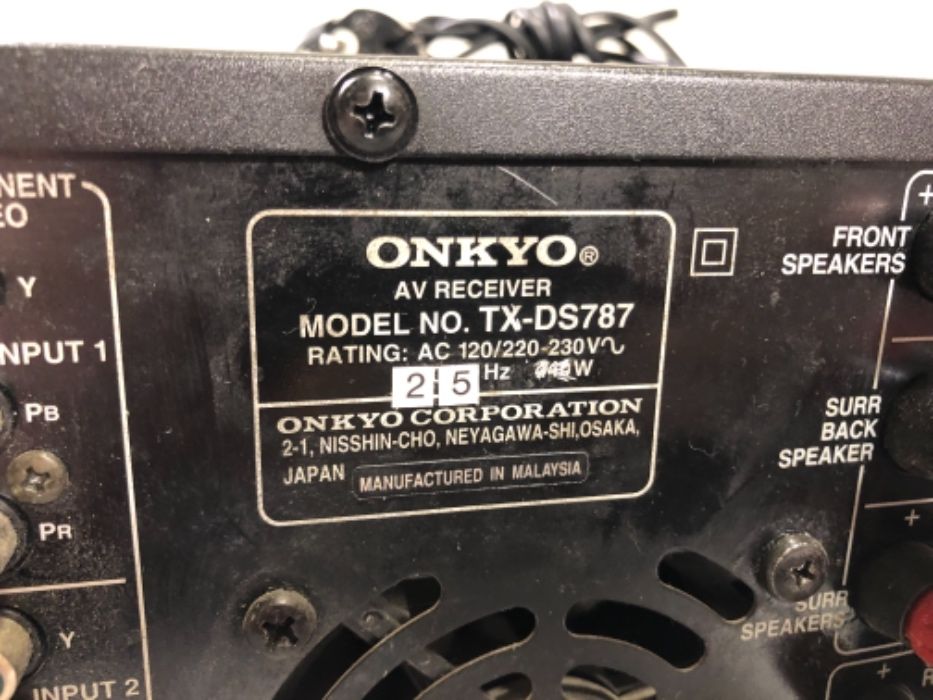 NENT
EO
Y
INPUT 1
PB
PR
Y
INPUT 2
ONKYO®
AV RECEIVER
MODEL NO. TX-DS787
RATING: AC 120/220-230V∿
Hz W
2 5
ONKYO CORPORATION
2-1, NISSHIN-CHO, NEYAGAWA-SHI,OSAKA,
JAPAN MANUFACTURED IN MALAYSIA
+
FRONT
SPEAKERS
SURR
BACK
SPEAKER
+
SURR
SPEAKERS
+
R